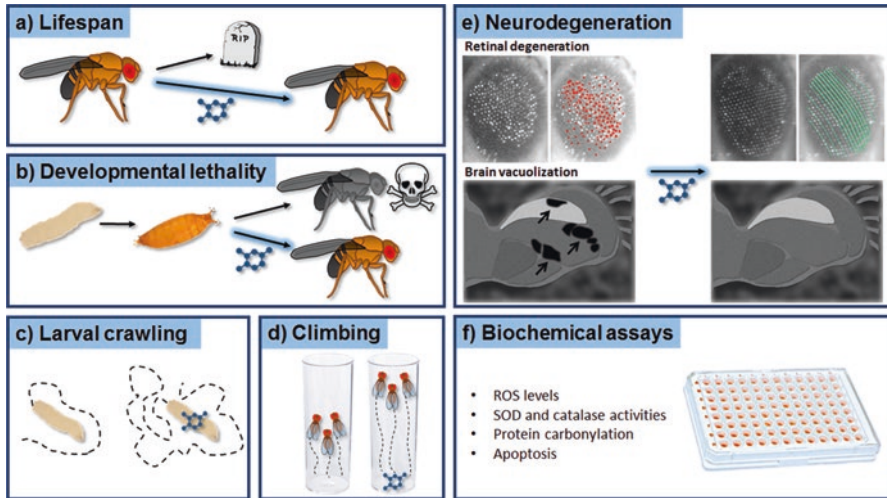 a) Lifespan
RIP
b) Developmental lethality
c) Larval crawling
d) Climbing
e) Neurodegeneration
Retinal degeneration
Brain vacuolization
f) Biochemical assays
• ROS levels
• SOD and catalase activities
• Protein carbonylation
• Apoptosis